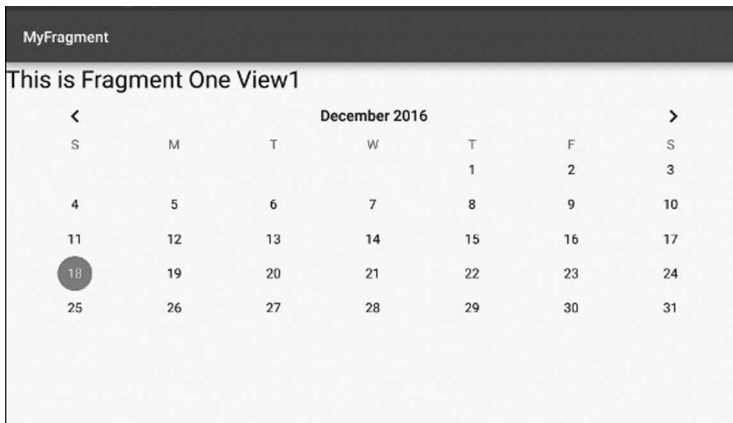 MyFragment
This is Fragment One View1
December 2016
S M T W T F S
1 2 3
4 5 6 7 8 9 10
11 12 13 14 15 16 17
18 19 20 21 22 23 24
25 26 27 28 29 30 31